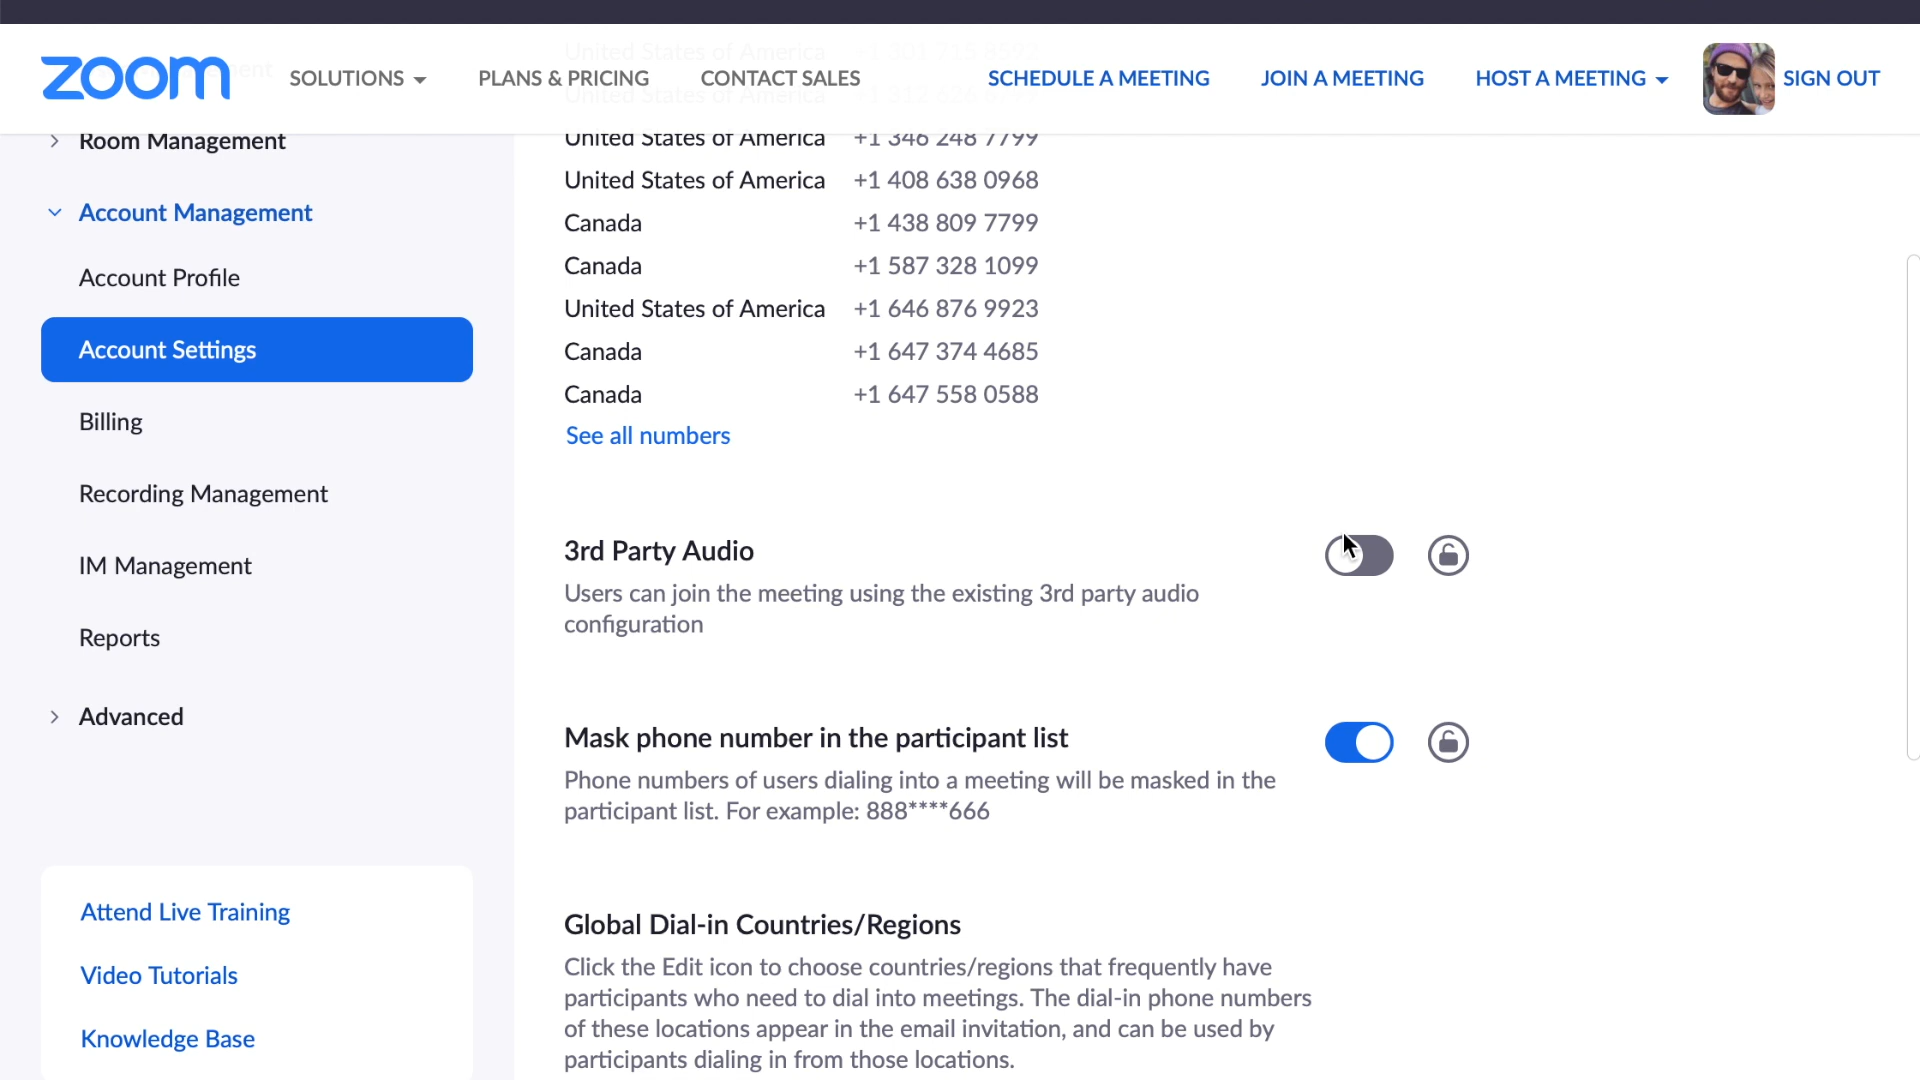 zoom
SOLUTIONS
PLANS & PRICING
CONTACT SALES
SCHEDULE A MEETING
JOIN A MEETING
HOST A MEETING
SIGN OUT
Room Management
Account Management
Account Profile
Account Settings
Billing
Recording Management
IM Management
Reports
Advanced
Attend Live Training
Video Tutorials
Knowledge Base
United States of America
United States of America
United States of America +1 346 248 7799
United States of America +1 408 638 0968
Canada +1 438 809 7799
Canada +1 587 328 1099
United States of America +1 646 876 9923
Canada +1 647 374 4685
Canada +1 647 558 0588
See all numbers
3rd Party Audio
Users can join the meeting using the existing 3rd party audio
configuration
Mask phone number in the participant list
Phone numbers of users dialing into a meeting will be masked in the
participant list. For example: 888****666
Global Dial-in Countries/Regions
Click the Edit icon to choose countries/regions that frequently have
participants who need to dial into meetings. The dial-in phone numbers
of these locations appear in the email invitation, and can be used by
participants dialing in from those locations.